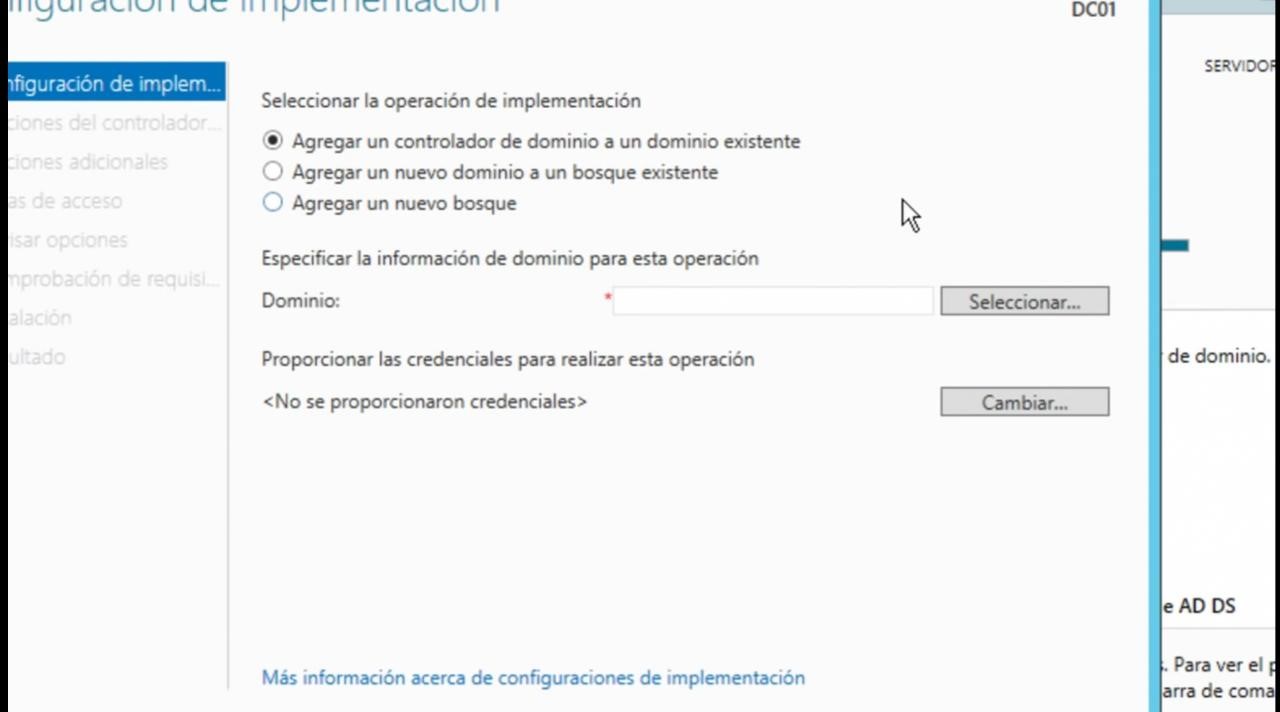 figuración de implementación
DC01
nfiguración de implem...
ciones del controlador...
ciones adicionales
as de acceso
isar opciones
mprobación de requisi...
alación
ultado
Seleccionar la operación de implementación
Agregar un controlador de dominio a un dominio existente
Agregar un nuevo dominio a un bosque existente
Agregar un nuevo bosque
Especificar la información de dominio para esta operación
Dominio: * Seleccionar...
Proporcionar las credenciales para realizar esta operación
<No se proporcionaron credenciales> Cambiar...
Más información acerca de configuraciones de implementación
SERVIDOR
de dominio.
e AD DS
. Para ver el p
arra de coma